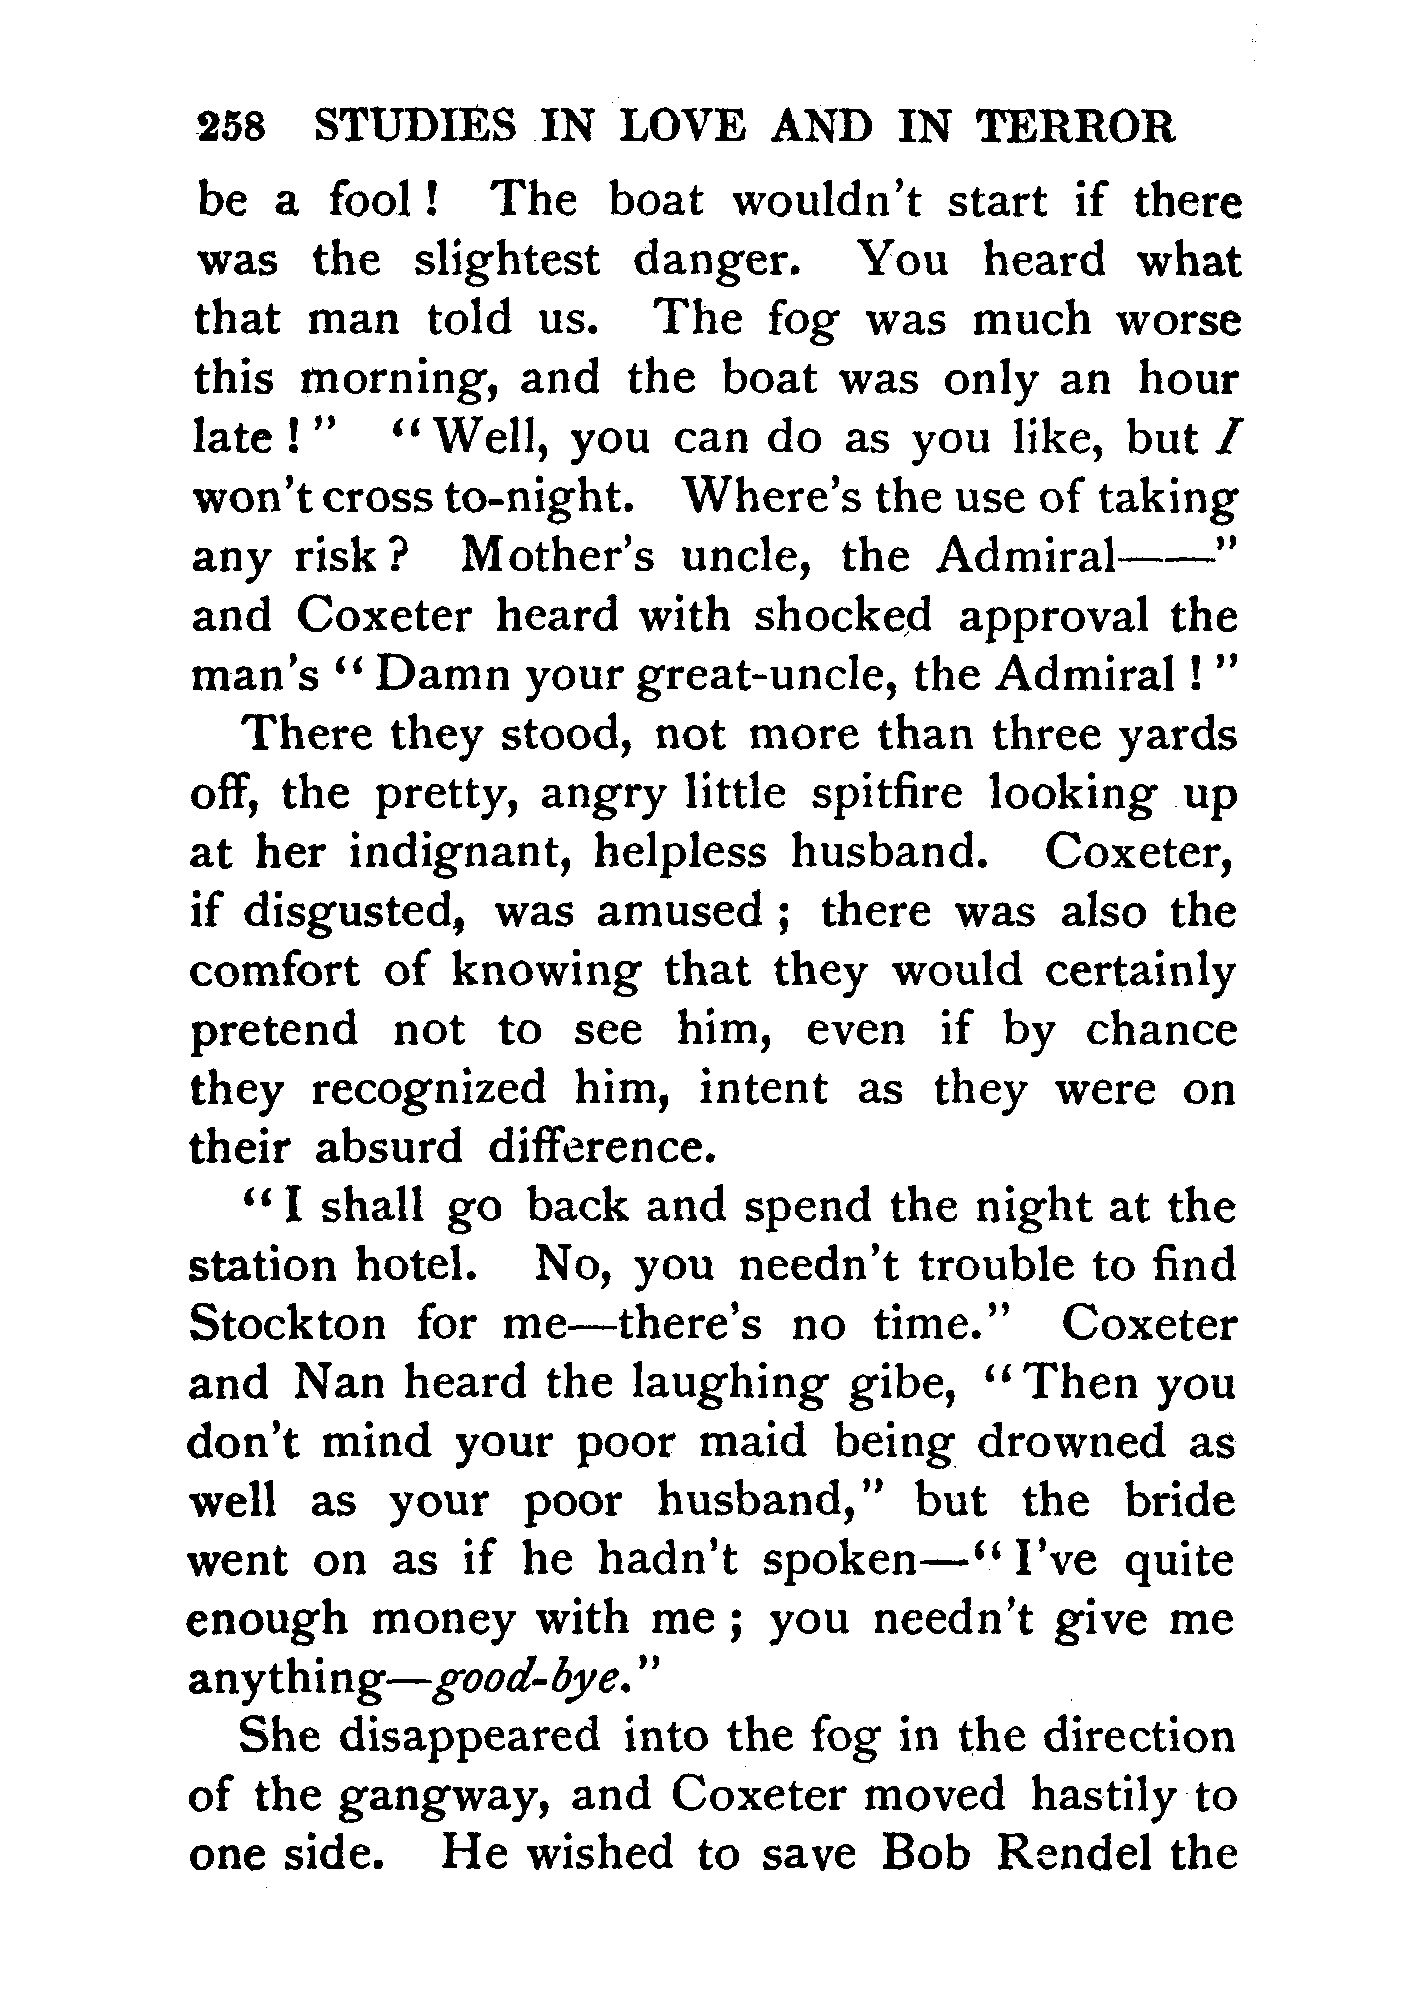 258 STUDIES IN LOVE AND IN TERROR
be a fool ! The boat wouldn't start if there
was the slightest danger. You heard what
that man told us. The fog was much worse
this morning, and the boat was only an hour
late ! " " Well, you can do as you like, but I
won't cross to-night. Where's the use of taking
any risk ? Mother's uncle, the Admiral——"
and Coxeter heard with shocked approval the
man's " Damn your great-uncle, the Admiral ! "
There they stood, not more than three yards
off, the pretty, angry little spitfire looking up
at her indignant, helpless husband. Coxeter,
if disgusted, was amused ; there was also the
comfort of knowing that they would certainly
pretend not to see him, even if by chance
they recognized him, intent as they were on
their absurd difference.
" I shall go back and spend the night at the
station hotel. No, you needn't trouble to find
Stockton for me—there's no time." Coxeter
and Nan heard the laughing gibe, " Then you
don't mind your poor maid being drowned as
well as your poor husband," but the bride
went on as if he hadn't spoken—" I've quite
enough money with me ; you needn't give me
anything—good-bye."
She disappeared into the fog in the direction
of the gangway, and Coxeter moved hastily to
one side. He wished to save Bob Rendel the